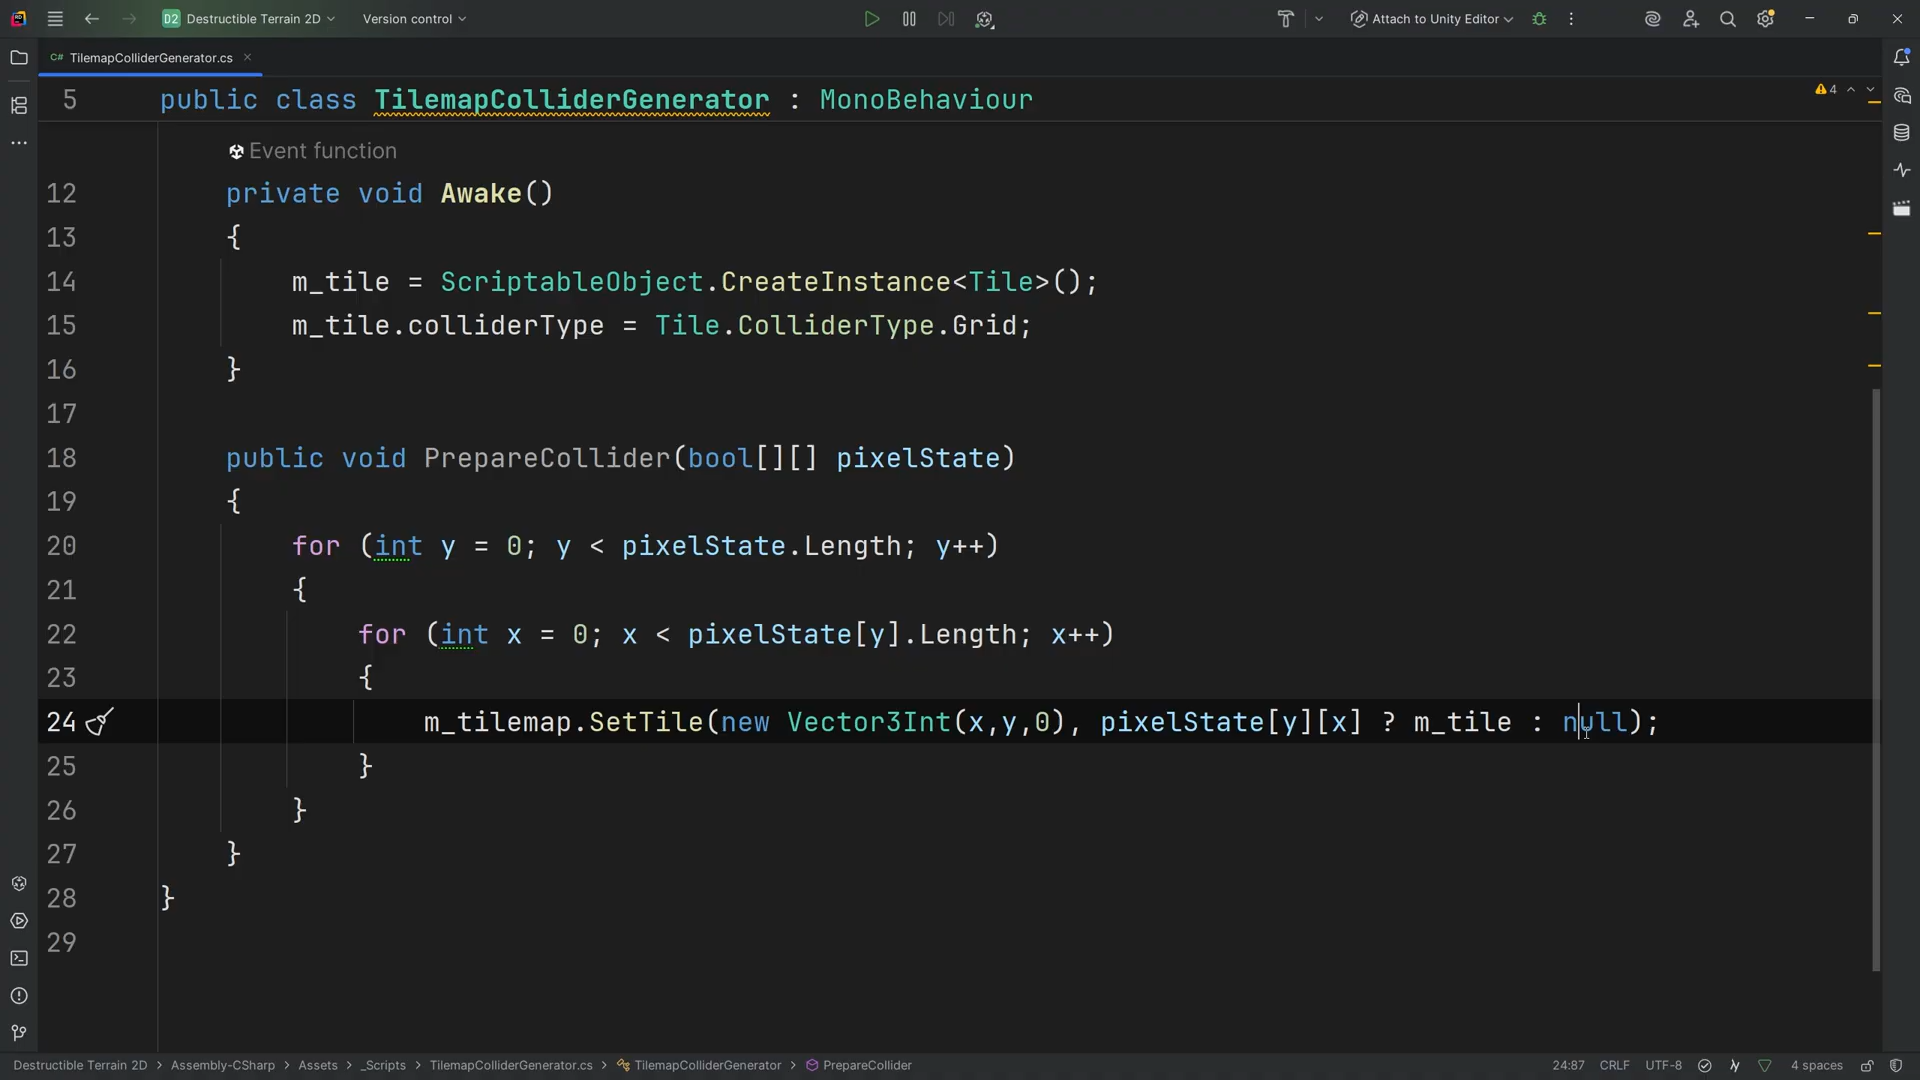 D2 Destructible Terrain 2D Version control Attach to Unity Editor
C# TilemapColliderGenerator.cs
5 public class TilemapColliderGenerator : MonoBehaviour
4
Event function
12 private void Awake()
13 {
14 m_tile = ScriptableObject.CreateInstance<Tile>();
15 m_tile.colliderType = Tile.ColliderType.Grid;
16 }
17
18 public void PrepareCollider(bool[][] pixelState)
19 {
20 for (int y = 0; y < pixelState.Length; y++)
21 {
22 for (int x = 0; x < pixelState[y].Length; x++)
23 {
24 m_tilemap.SetTile(new Vector3Int(x,y,0), pixelState[y][x] ? m_tile : null);
25 }
26 }
27 }
28 }
29
Destructible Terrain 2D > Assembly-CSharp > Assets > _Scripts > TilemapColliderGenerator.cs > TilemapColliderGenerator > PrepareCollider 24:87 CRLF UTF-8 4 spaces